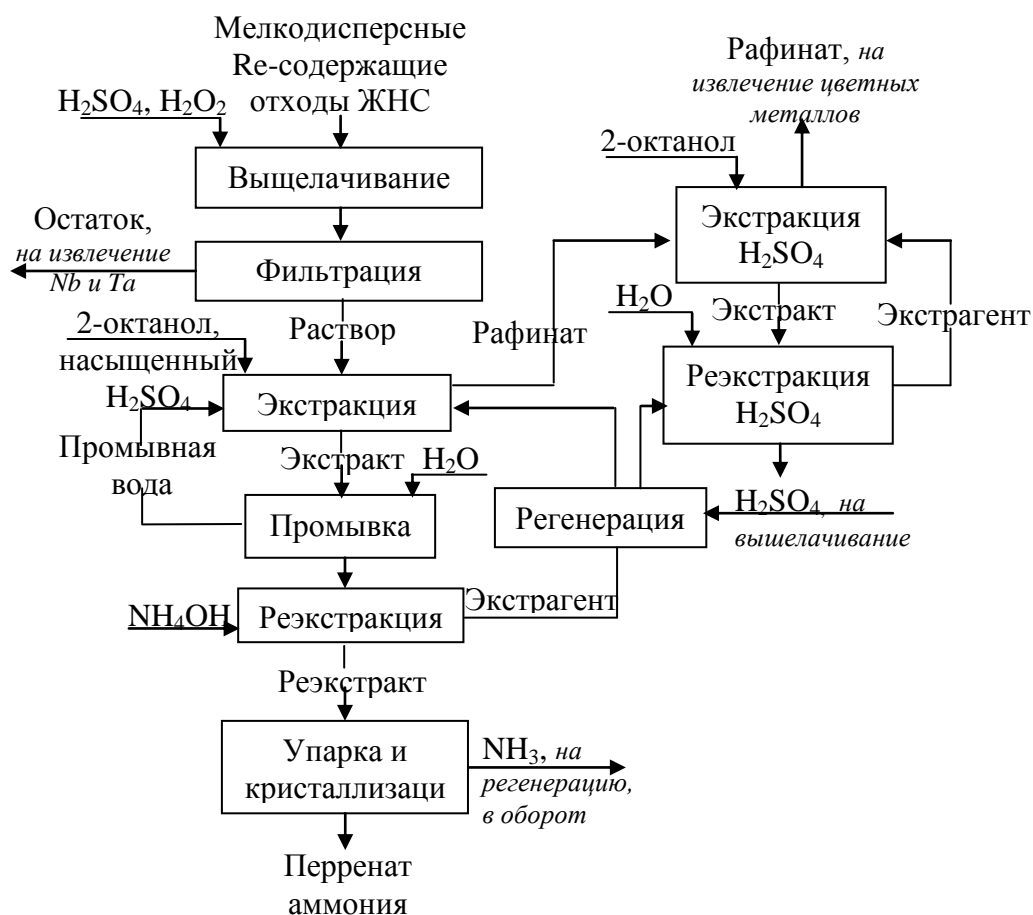 Мелкодисперсные
Re-содержащие
отходы ЖНС
H₂SO₄, H₂O₂
Выщелачивание
Остаток,
на извлечение
Nb и Ta
Фильтрация
2-октанол,
насыщенный
H₂SO₄
Раствор
Рафинат
Экстракция
Промывная
вода
Экстракт
H₂O
Промывка
NH₄OH
Реэкстракция
Экстрагент
Реэкстракт
Упарка и
кристаллизаци
NH₃, на
регенерацию,
в оборот
Перренат
аммония
Рафинат, на
извлечение цветных
металлов
2-октанол
Экстракция
H₂SO₄
H₂O
Экстракт
Экстрагент
Реэкстракция
H₂SO₄
Регенерация
H₂SO₄, на
вышелачивание